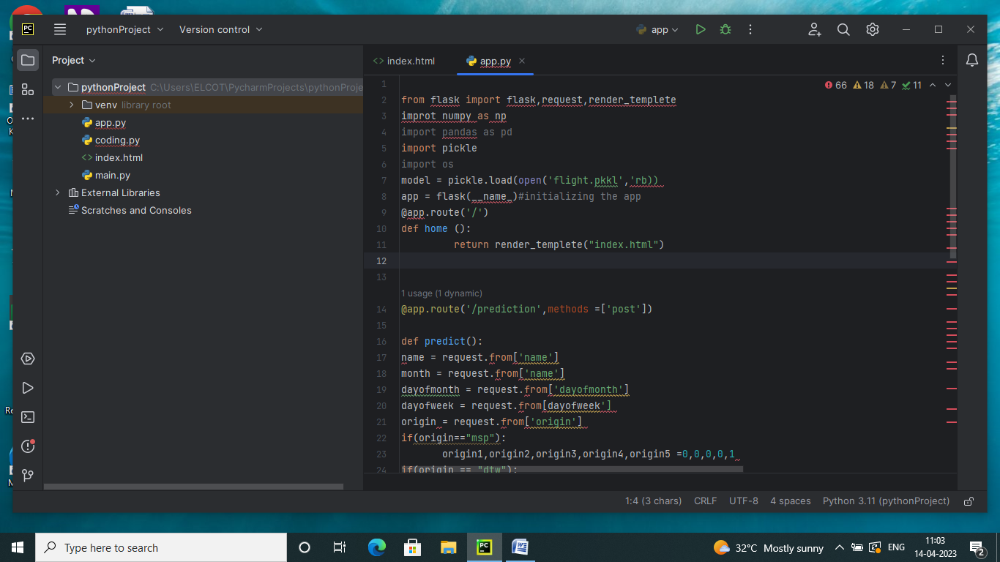 PC pythonProject Version control app
Project
pythonProject C:\Users\ELCOT\PycharmProjects\pythonProje
venv library root
app.py
coding.py
index.html
main.py
External Libraries
Scratches and Consoles
index.html app.py
66 18 7 11
1
2 from flask import flask,request,render_templete
3 improt numpy as np
4 import pandas as pd
5 import pickle
6 import os
7 model = pickle.load(open('flight.pkkl','rb))
8 app = flask(__name_)#initializing the app
9 @app.route('/')
10 def home ():
11 return render_templete("index.html")
12
13
1 usage (1 dynamic)
14 @app.route('/prediction',methods =['post'])
15
16 def predict():
17 name = request.from['name']
18 month = request.from['name']
19 dayofmonth = request.from['dayofmonth']
20 dayofweek = request.from[dayofweek']
21 origin = request.from['origin']
22 if(origin=="msp"):
23 origin1,origin2,origin3,origin4,origin5 =0,0,0,0,1
24 if(origin == "dtw"):
1:4 (3 chars) CRLF UTF-8 4 spaces Python 3.11 (pythonProject)
Type here to search
PC
W
32°C Mostly sunny ENG
11:03
14-04-2023
2